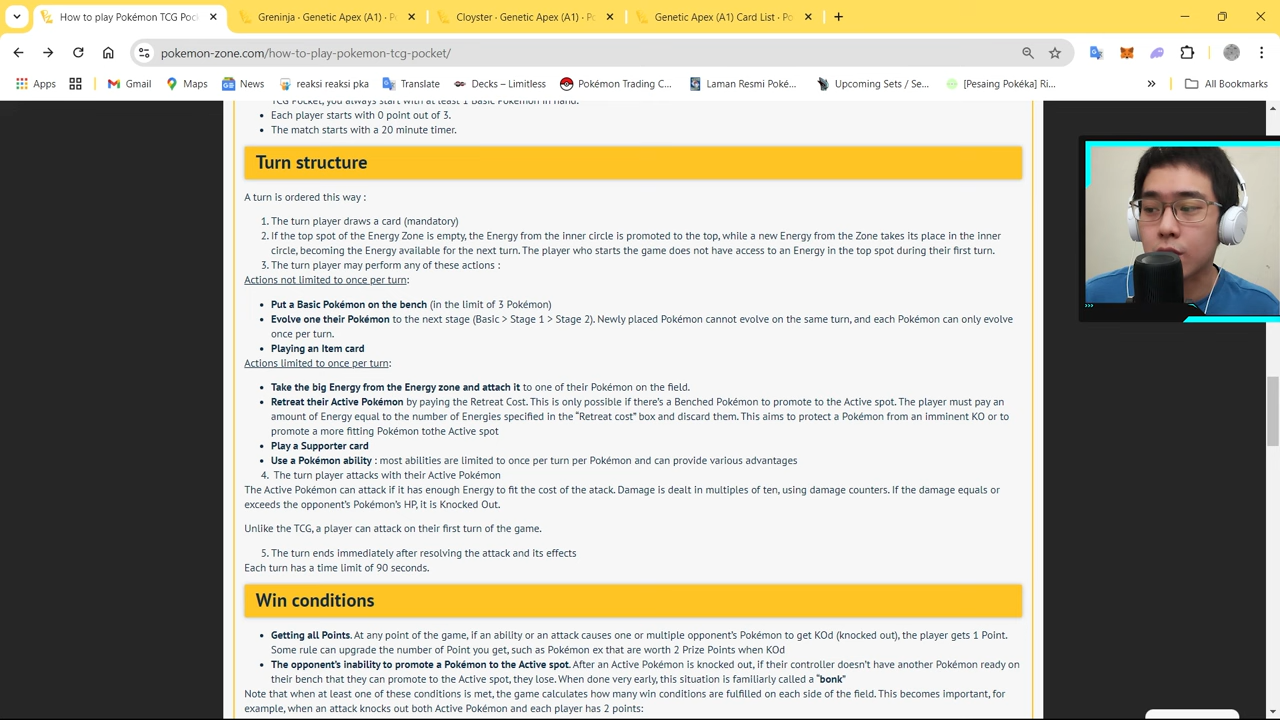 How to play Pokémon TCG Pock
Greninja · Genetic Apex (A1) · P
Cloyster · Genetic Apex (A1) · P
Genetic Apex (A1) Card List · Po
pokemon-zone.com/how-to-play-pokemon-tcg-pocket/
Apps
Gmail
Maps
News
reaksi reaksi pka
Translate
Decks – Limitless
Pokémon Trading C...
Laman Resmi Poké...
Upcoming Sets / Se...
[Pesaing Pokéka] Ri...
All Bookmarks
TCG Pocket, you always start with at least 1 Basic Pokémon in hand.
• Each player starts with 0 point out of 3.
• The match starts with a 20 minute timer.
Turn structure
A turn is ordered this way :
1. The turn player draws a card (mandatory)
2. If the top spot of the Energy Zone is empty, the Energy from the inner circle is promoted to the top, while a new Energy from the Zone takes its place in the inner
circle, becoming the Energy available for the next turn. The player who starts the game does not have access to an Energy in the top spot during their first turn.
3. The turn player may perform any of these actions :
Actions not limited to once per turn:
• Put a Basic Pokémon on the bench (in the limit of 3 Pokémon)
• Evolve one their Pokémon to the next stage (Basic > Stage 1 > Stage 2). Newly placed Pokémon cannot evolve on the same turn, and each Pokémon can only evolve
once per turn.
• Playing an Item card
Actions limited to once per turn:
• Take the big Energy from the Energy zone and attach it to one of their Pokémon on the field.
• Retreat their Active Pokémon by paying the Retreat Cost. This is only possible if there's a Benched Pokémon to promote to the Active spot. The player must pay an
amount of Energy equal to the number of Energies specified in the “Retreat cost” box and discard them. This aims to protect a Pokémon from an imminent KO or to
promote a more fitting Pokémon tothe Active spot
• Play a Supporter card
• Use a Pokémon ability : most abilities are limited to once per turn per Pokémon and can provide various advantages
4. The turn player attacks with their Active Pokémon
The Active Pokémon can attack if it has enough Energy to fit the cost of the atack. Damage is dealt in multiples of ten, using damage counters. If the damage equals or
exceeds the opponent's Pokémon's HP, it is Knocked Out.
Unlike the TCG, a player can attack on their first turn of the game.
5. The turn ends immediately after resolving the attack and its effects
Each turn has a time limit of 90 seconds.
Win conditions
• Getting all Points. At any point of the game, if an ability or an attack causes one or multiple opponent's Pokémon to get KOd (knocked out), the player gets 1 Point.
Some rule can upgrade the number of Point you get, such as Pokémon ex that are worth 2 Prize Points when KOd
• The opponent's inability to promote a Pokémon to the Active spot. After an Active Pokémon is knocked out, if their controller doesn't have another Pokémon ready on
their bench that they can promote to the Active spot, they lose. When done very early, this situation is familiarly called a “bonk”
Note that when at least one of these conditions is met, the game calculates how many win conditions are fulfilled on each side of the field. This becomes important, for
example, when an attack knocks out both Active Pokémon and each player has 2 points: